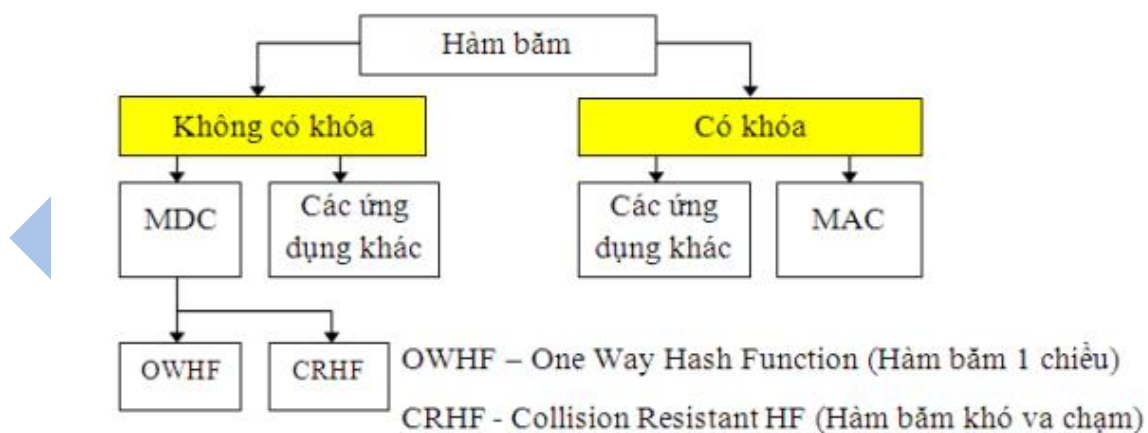 Hàm băm
Không có khóa
Có khóa
MDC
Các ứng
dụng khác
Các ứng
dụng khác
MAC
OWHF
CRHF
OWHF – One Way Hash Function (Hàm băm 1 chiều)
CRHF - Collision Resistant HF (Hàm băm khó va chạm)